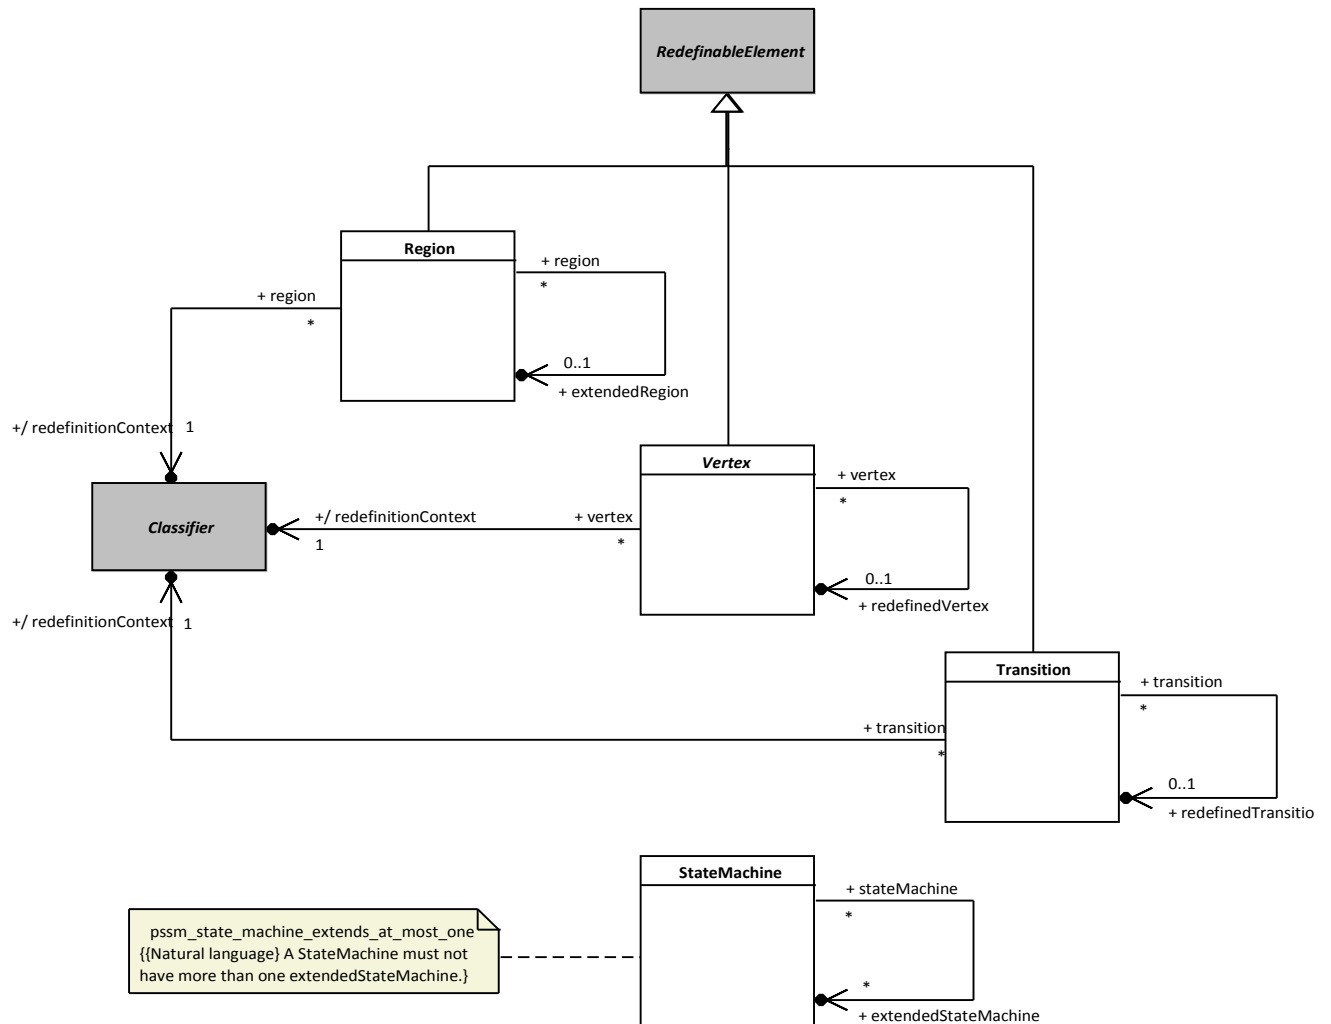 RedefinableElement
Region
+ region
*
+ region
*
0..1
+ extendedRegion
+/ redefinitionContext 1
Vertex
+ vertex
*
Classifier
+/ redefinitionContext
1
+ vertex
*
0..1
+ redefinedVertex
+/ redefinitionContext 1
Transition
+ transition
*
+ transition
*
0..1
+ redefinedTransitio
StateMachine
+ stateMachine
*
pssm_state_machine_extends_at_most_one
{{Natural language} A StateMachine must not
have more than one extendedStateMachine.}
*
+ extendedStateMachine